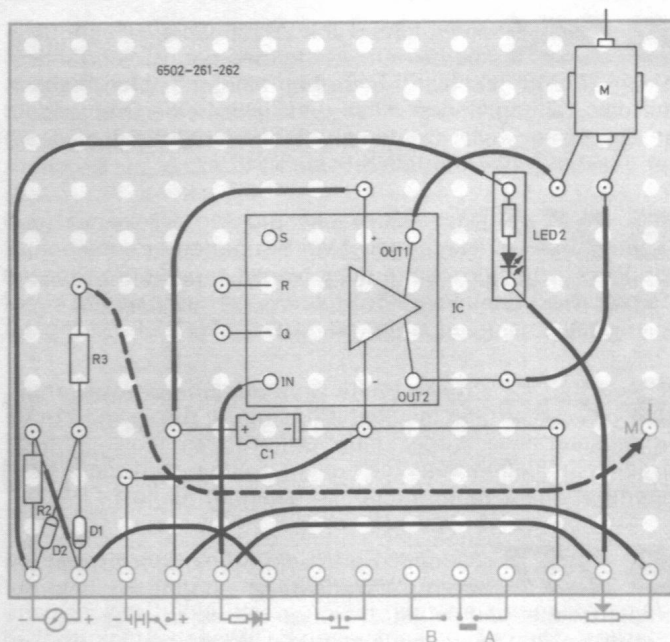 6502-261-262
M
S
+
OUT1
LED 2
R
IC
Q
R3
IN
-
OUT2
+ -
C1
M
R2
D2
D1
- +
- +
B A